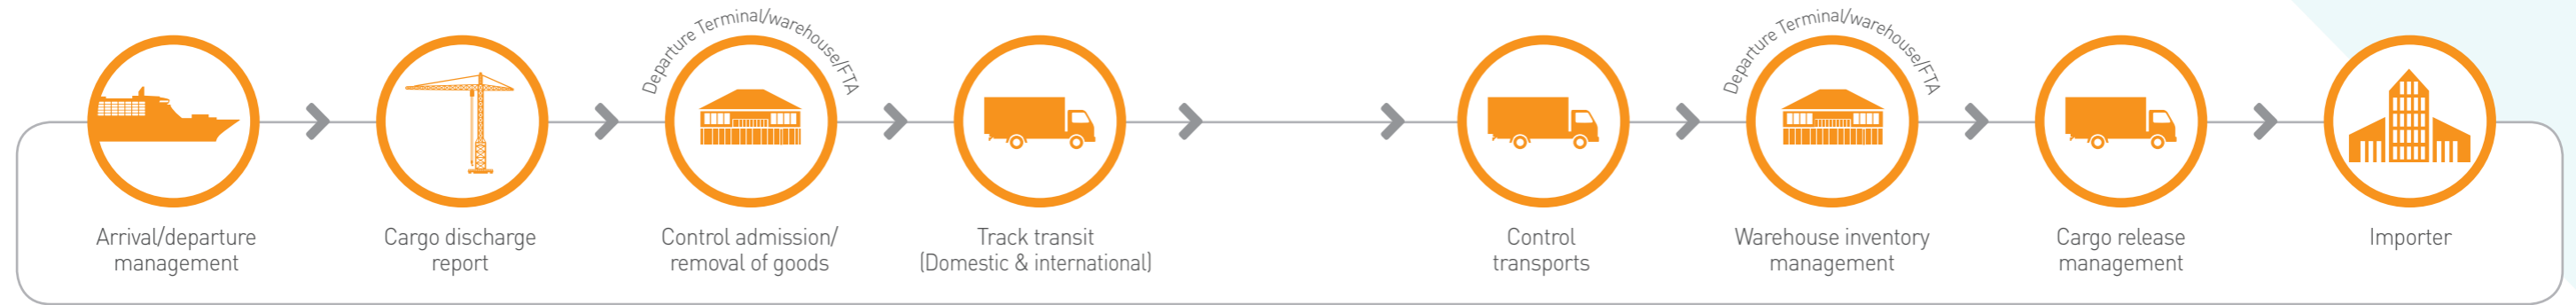 Departure Terminal/warehouse/FTA
Departure Terminal/warehouse/FTA
Arrival/departure
management
Cargo discharge
report
Control admission/
removal of goods
Track transit
(Domestic & international)
Control
transports
Warehouse inventory
management
Cargo release
management
Importer